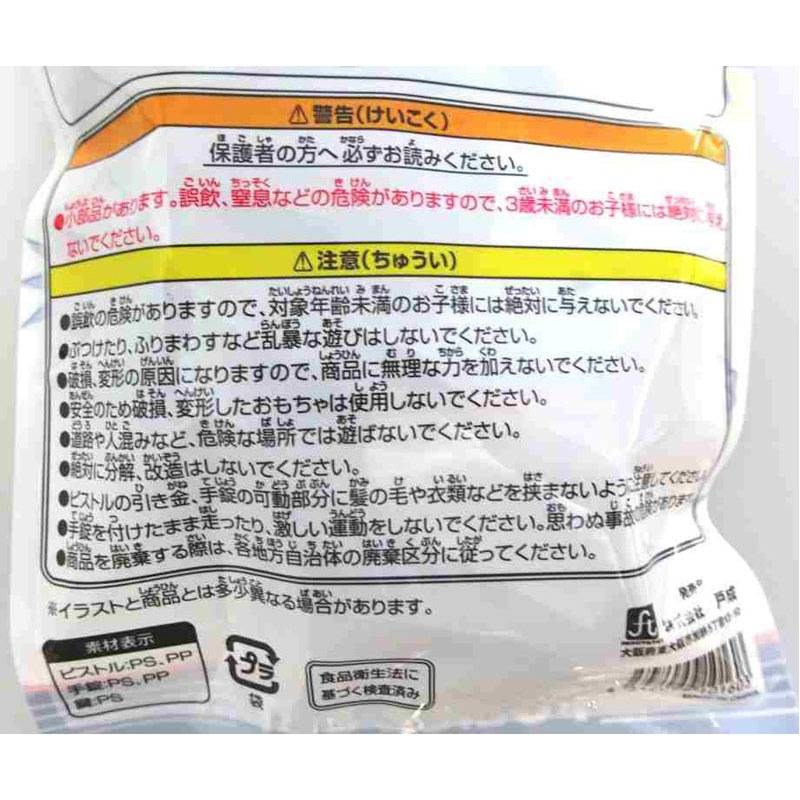 ⚠警告(けいこく)
保護者の方へ 必ずお読みください。
●小部品があります。誤飲、窒息などの危険がありますので、3歳未満のお子様には絶対に与え
ないでください。
⚠注意(ちゅうい)
●誤飲の危険がありますので、対象年齢未満のお子様には絶対に与えないでください。
●ぶつけたり、ふりまわすなど乱暴な遊びはしないでください。
●破損、変形の原因になりますので、商品に無理な力を加えないでください。
●安全のため破損、変形したおもちゃは使用しないでください。
●道路や人混みなど、危険な場所では遊ばないでください。
●絶対に分解、改造はしないでください。
●ピストルの引き金、手錠の可動部分に髪の毛や衣類などを挟まないように注意してください。
●手錠を付けたまま走ったり、激しい運動をしないでください。思わぬ事故の危険があります。
●商品を廃棄する際は、各地方自治体の廃棄区分に従ってください。
※イラストと商品とは多少異なる場合があります。
発売元
株式会社 戸成
大阪府東大阪市
素材表示
ピストル:PS、PP
手錠:PS、PP
鍵:PS
プラ
袋
食品衛生法に
基づく検査済み